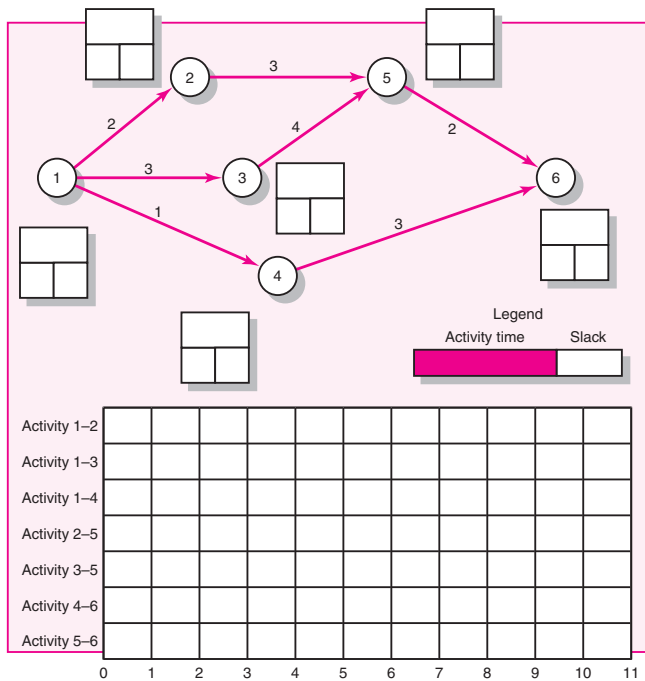 3
2
5
2
4
2
3
1
3
6
1
3
4
Legend
Activity time Slack
Activity 1–2
Activity 1–3
Activity 1–4
Activity 2–5
Activity 3–5
Activity 4–6
Activity 5–6
0 1 2 3 4 5 6 7 8 9 10 11